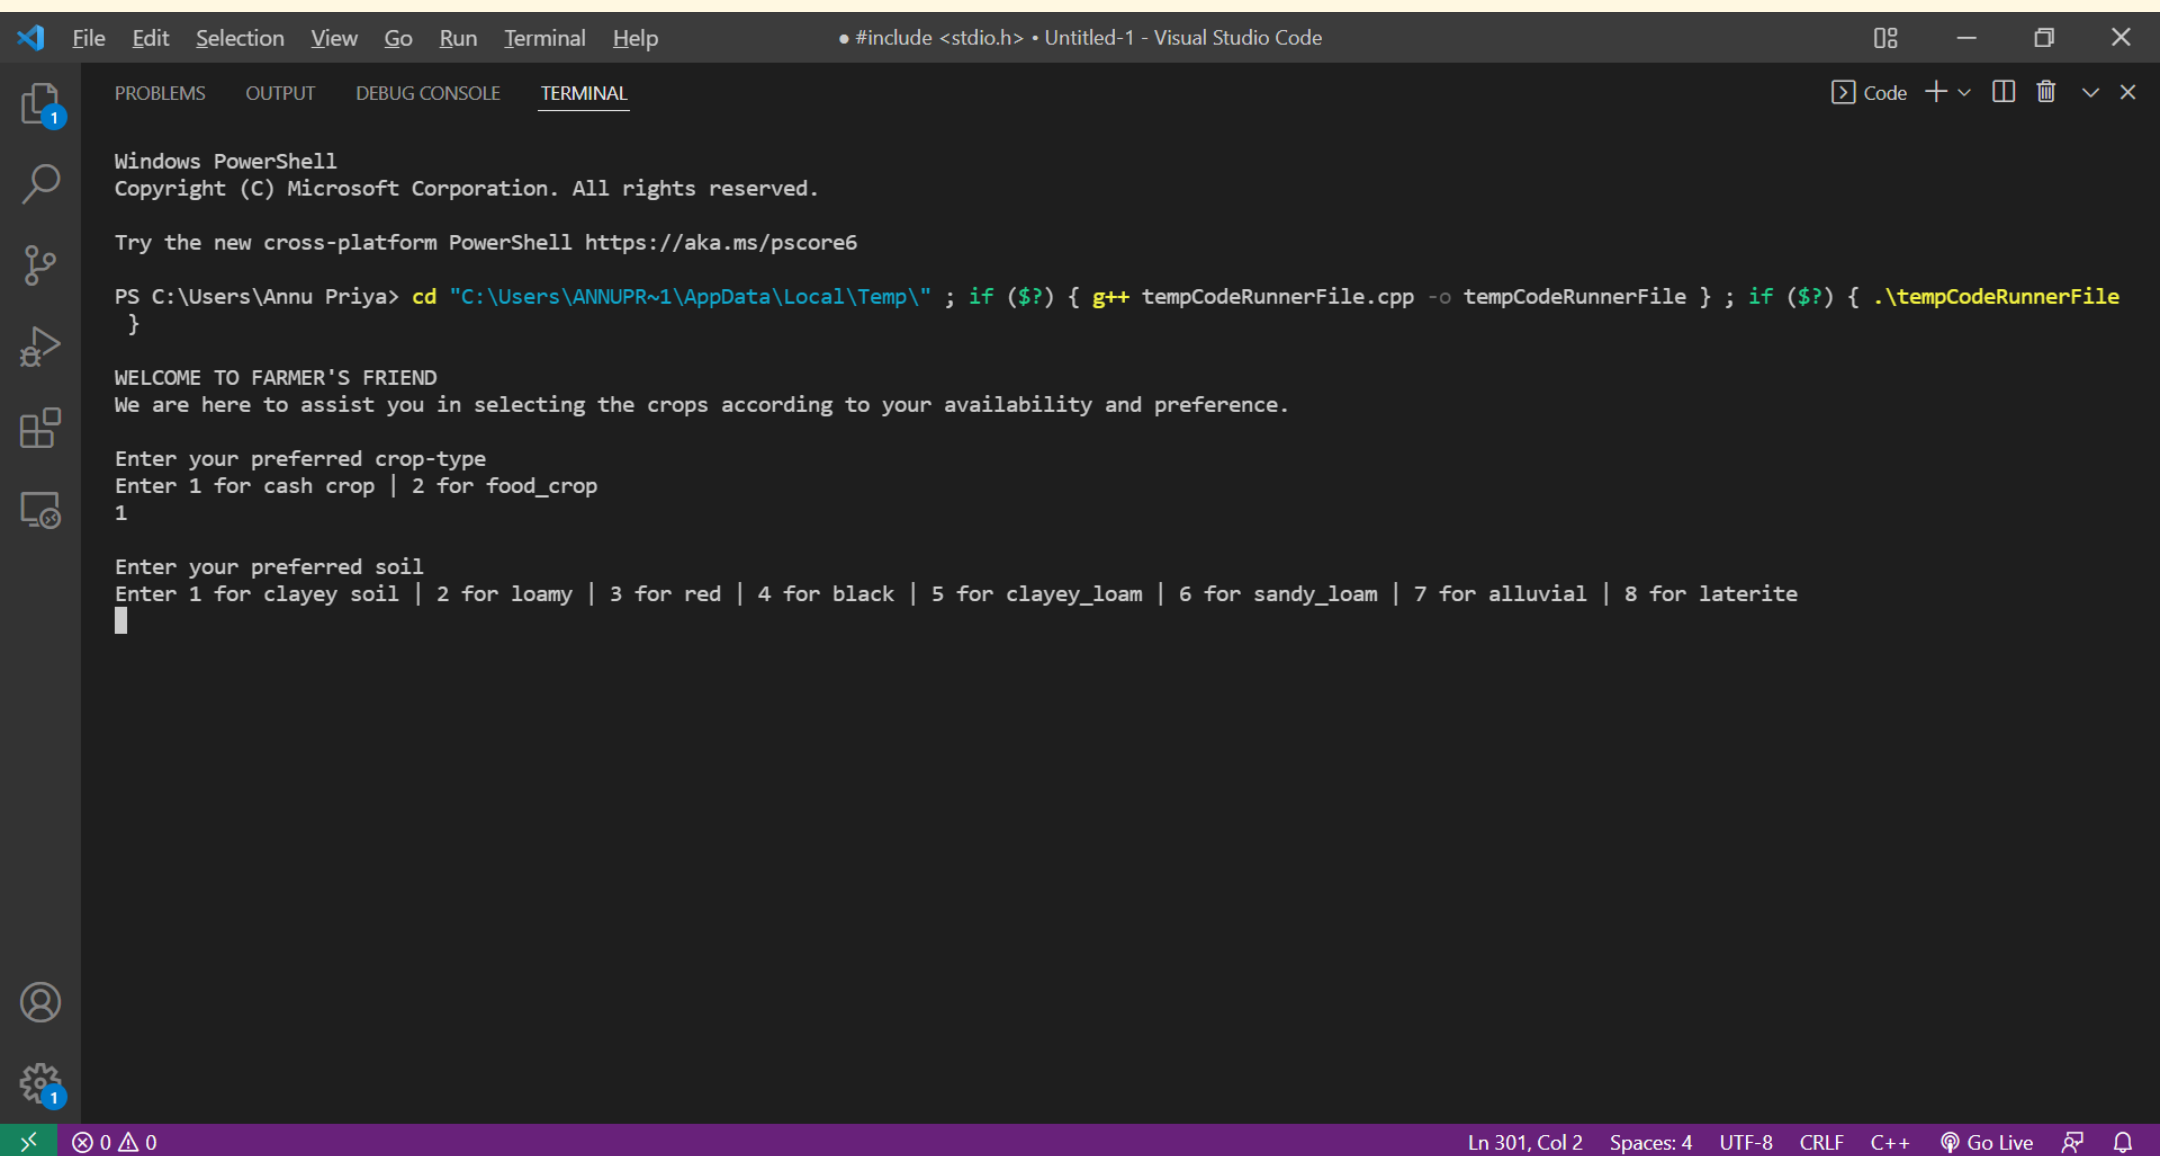 File Edit Selection View Go Run Terminal Help
● #include <stdio.h> • Untitled-1 - Visual Studio Code
PROBLEMS OUTPUT DEBUG CONSOLE TERMINAL
Code
1
Windows PowerShell
Copyright (C) Microsoft Corporation. All rights reserved.
Try the new cross-platform PowerShell https://aka.ms/pscore6
PS C:\Users\Annu Priya> cd "C:\Users\ANNUPR~1\AppData\Local\Temp\" ; if ($?) { g++ tempCodeRunnerFile.cpp -o tempCodeRunnerFile } ; if ($?) { .\tempCodeRunnerFile
}
WELCOME TO FARMER'S FRIEND
We are here to assist you in selecting the crops according to your availability and preference.
Enter your preferred crop-type
Enter 1 for cash crop | 2 for food_crop
1
Enter your preferred soil
Enter 1 for clayey soil | 2 for loamy | 3 for red | 4 for black | 5 for clayey_loam | 6 for sandy_loam | 7 for alluvial | 8 for laterite
1
0 0
Ln 301, Col 2 Spaces: 4 UTF-8 CRLF C++ Go Live